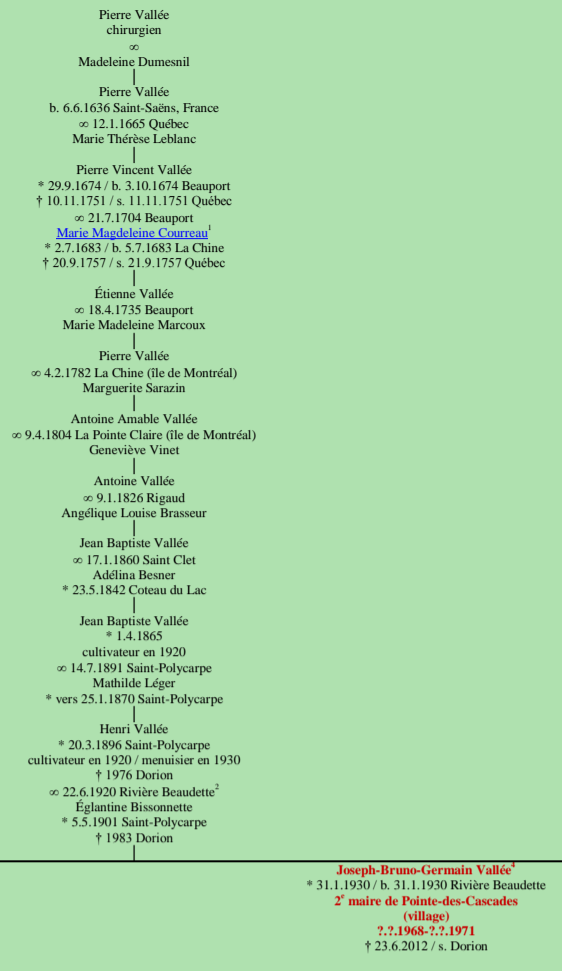 Pierre Vallée
chirurgien
∞
Madeleine Dumesnil
Pierre Vallée
b. 6.6.1636 Saint-Saëns, France
∞ 12.1.1665 Québec
Marie Thérèse Leblanc
Pierre Vincent Vallée
* 29.9.1674 / b. 3.10.1674 Beauport
† 10.11.1751 / s. 11.11.1751 Québec
∞ 21.7.1704 Beauport
Marie Magdeleine Courreau1
* 2.7.1683 / b. 5.7.1683 La Chine
† 20.9.1757 / s. 21.9.1757 Québec
Étienne Vallée
∞ 18.4.1735 Beauport
Marie Madeleine Marcoux
Pierre Vallée
∞ 4.2.1782 La Chine (île de Montréal)
Marguerite Sarazin
Antoine Amable Vallée
∞ 9.4.1804 La Pointe Claire (île de Montréal)
Geneviève Vinet
Antoine Vallée
∞ 9.1.1826 Rigaud
Angélique Louise Brasseur
Jean Baptiste Vallée
∞ 17.1.1860 Saint Clet
Adélina Besner
* 23.5.1842 Coteau du Lac
Jean Baptiste Vallée
* 1.4.1865
cultivateur en 1920
∞ 14.7.1891 Saint-Polycarpe
Mathilde Léger
* vers 25.1.1870 Saint-Polycarpe
Henri Vallée
* 20.3.1896 Saint-Polycarpe
cultivateur en 1920 / menuisier en 1930
† 1976 Dorion
∞ 22.6.1920 Rivière Beaudette2
Églantine Bissonnette
* 5.5.1901 Saint-Polycarpe
† 1983 Dorion
Joseph-Bruno-Germain Vallée4
* 31.1.1930 / b. 31.1.1930 Rivière Beaudette
2e maire de Pointe-des-Cascades
(village)
?.?.1968-?.?.1971
† 23.6.2012 / s. Dorion